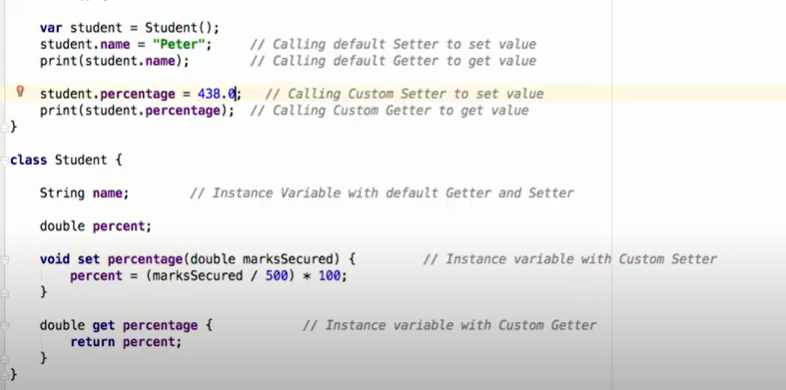 var student = Student();
student.name = "Peter"; // Calling default Setter to set value
print(student.name); // Calling default Getter to get value
student.percentage = 438.0; // Calling Custom Setter to set value
print(student.percentage); // Calling Custom Getter to get value
}
class Student {
String name; // Instance Variable with default Getter and Setter
double percent;
void set percentage(double marksSecured) { // Instance variable with Custom Setter
percent = (marksSecured / 500) * 100;
}
double get percentage { // Instance variable with Custom Getter
return percent;
}
}